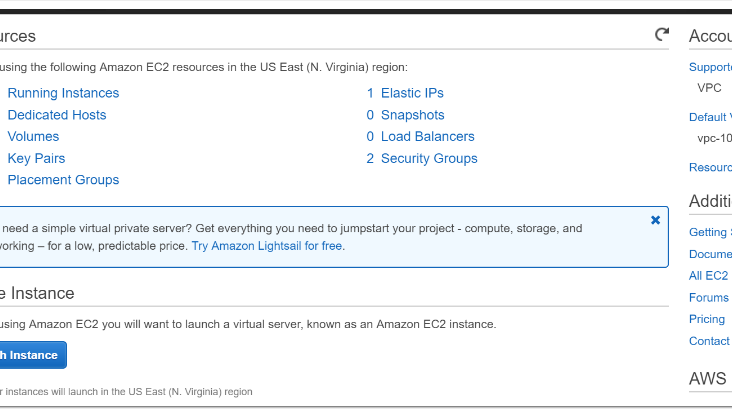 urces
using the following Amazon EC2 resources in the US East (N. Virginia) region:
Running Instances
1 Elastic IPs
Dedicated Hosts
0 Snapshots
Volumes
0 Load Balancers
Key Pairs
2 Security Groups
Placement Groups
need a simple virtual private server? Get everything you need to jumpstart your project - compute, storage, and
working – for a low, predictable price. Try Amazon Lightsail for free.
e Instance
using Amazon EC2 you will want to launch a virtual server, known as an Amazon EC2 instance.
h Instance
r instances will launch in the US East (N. Virginia) region
Accou
Supporte
VPC
Default V
vpc-10
Resourc
Additi
Getting S
Docume
All EC2
Forums
Pricing
Contact
AWS